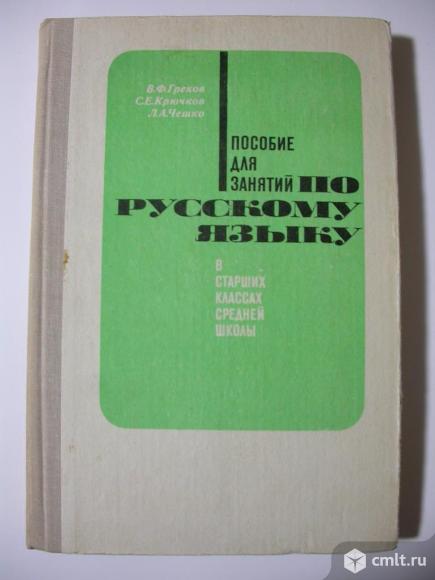 В.Ф.Греков
С.Е.Крючков
Л.А.Чешко
ПОСОБИЕ
ДЛЯ
ЗАНЯТИЙ ПО
РУССКОМУ
ЯЗЫКУ
В
СТАРШИХ
КЛАССАХ
СРЕДНЕЙ
ШКОЛЫ
cmlt.ru